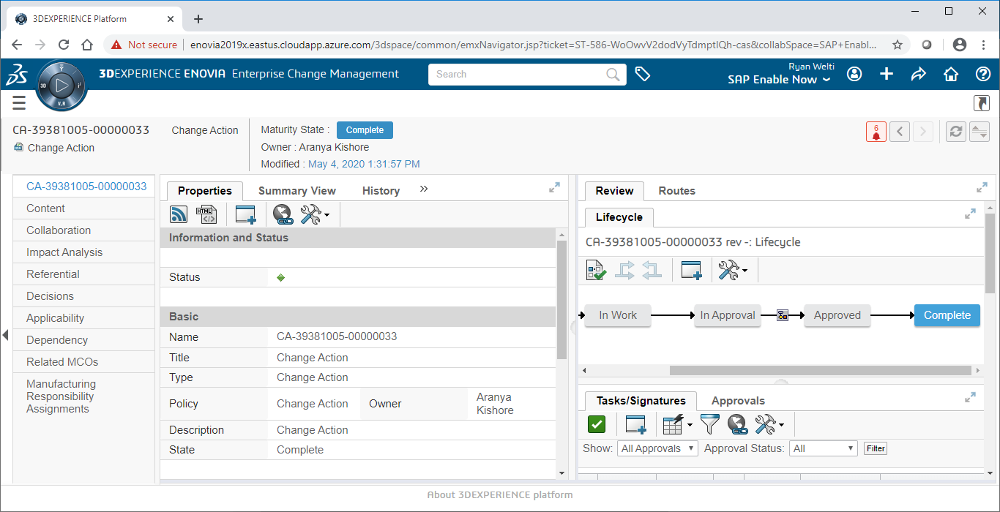 3DEXPERIENCE Platform
Not secure
enovia2019x.eastus.cloudapp.azure.com/3dspace/common/emxNavigator.jsp?ticket=ST-586-WoOwvV2dodVyTdmptIQh-cas&collabSpace=SAP+Enabl...
3DEXPERIENCE ENOVIA Enterprise Change Management
Search
Ryan Welti
SAP Enable Now
3D
V.R
CA-39381005-00000033
Change Action
Change Action
Maturity State : Complete
Owner : Aranya Kishore
Modified : May 4, 2020 1:31:57 PM
6
CA-39381005-00000033
Content
Collaboration
Impact Analysis
Referential
Decisions
Applicability
Dependency
Related MCOs
Manufacturing
Responsibility
Assignments
Properties Summary View History »
HTML
Information and Status
Status
Basic
Name CA-39381005-00000033
Title Change Action
Type Change Action
Policy Change Action Owner Aranya Kishore
Description Change Action
State Complete
Review Routes
Lifecycle
CA-39381005-00000033 rev -: Lifecycle
In Work In Approval Approved Complete
Tasks/Signatures Approvals
Show: All Approvals Approval Status: All Filter
About 3DEXPERIENCE platform